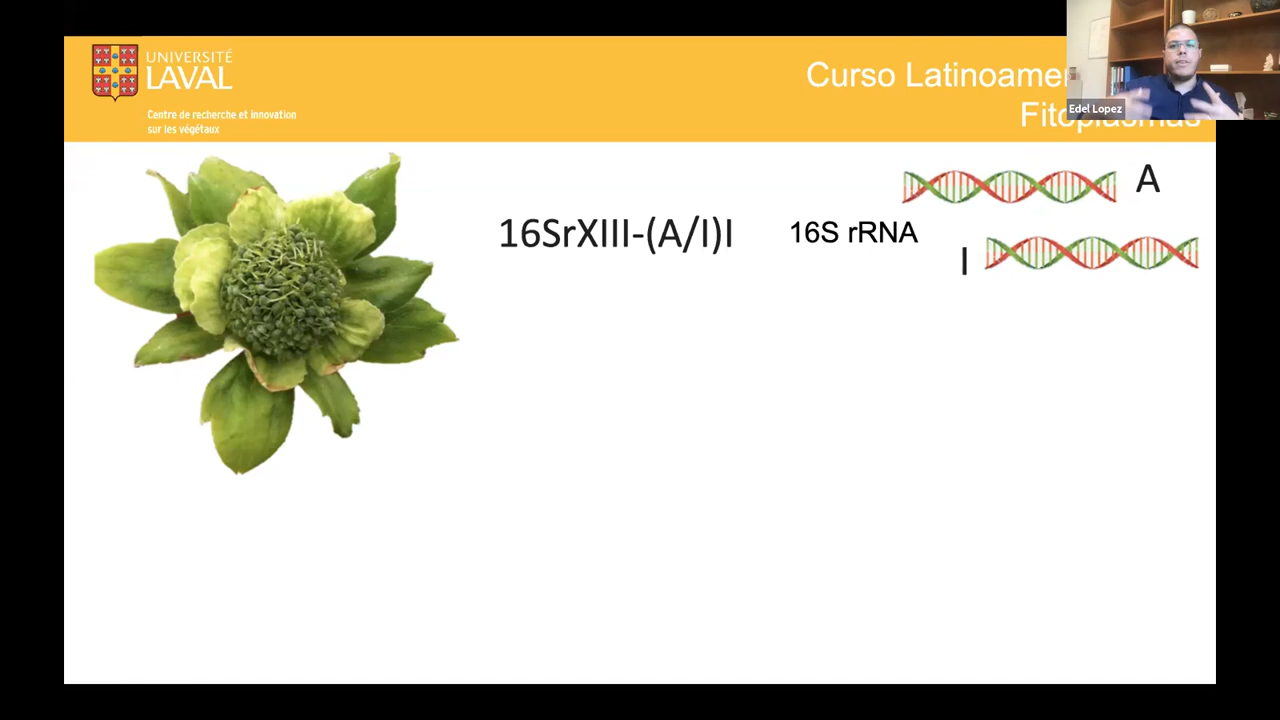 UNIVERSITÉ
LAVAL
Centre de recherche et innovation
sur les végétaux
Curso Latinoame
Fitoplasmas
Edel Lopez
16SrXIII-(A/I)I
16S rRNA
A
I